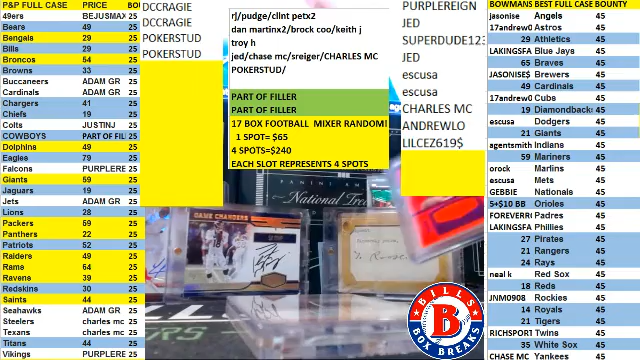 P&P FULL CASE PRICE BO
49ers BEJUSMAX 25
Bears 49 25
Bengals 29 25
Bills 29 25
Broncos 54 25
Browns 33 25
Buccaneers ADAM GR 25
Cardinals ADAM GR 25
Chargers 41 25
Chiefs 19 25
Colts JUSTINJ 25
COWBOYS PART OF FILL 25
Dolphins 49 25
Eagles 79 25
Falcons PURPLERE 25
Giants 59 25
Jaguars 19 25
Jets ADAM GR 25
Lions 28 25
Packers 59 25
Panthers 22 25
Patriots 52 25
Raiders 49 25
Rams 54 25
Ravens 39 25
Redskins 30 25
Saints 44 25
Seahawks ADAM GR 25
Steelers charles mc 25
Texans charles mc 25
Titans 44 25
Vikings PURPLERE 25
DCCRAGIE
DCCRAGIE
POKERSTUD
POKERSTUD
rj/pudge/clint petx2
dan martinx2/brock coo/keith j
troy h
jed/chase mc/sreiger/CHARLES MC
POKERSTUD/
PART OF FILLER
PART OF FILLER
17 BOX FOOTBALL MIXER RANDOMI
1 SPOT= $65
4 SPOTS=$240
EACH SLOT REPRESENTS 4 SPOTS
PURPLEREIGN
JED
SUPERDUDE123
JED
escusa
escusa
CHARLES MC
ANDREWLO
LILCEZ619$
BOWMANS BEST FULL CASE BOUNTY
jasonise Angels 45
17andrew0 Astros 45
29 Athletics 45
LAKINGSFA Blue Jays 45
65 Braves 45
JASONISE$ Brewers 45
49 Cardinals 45
17andrew0 Cubs 45
19 Diamondbacks 45
escusa Dodgers 45
21 Giants 45
agentsmith Indians 45
59 Mariners 45
orock Marlins 45
escusa Mets 45
GEBBIE Nationals 45
5+$10 BB Orioles 45
FOREVERRI Padres 45
LAKINGSFA Phillies 45
27 Pirates 45
21 Rangers 45
24 Rays 45
neal k Red Sox 45
18 Reds 45
JNM0908 Rockies 45
14 Royals 45
21 Tigers 45
RICHSPORT Twins 45
35 White Sox 45
CHASE MC Yankees 45
PANINI AMERICA
National Trea
GAME CHANGERS
BILLS
B
BOX BREAKS